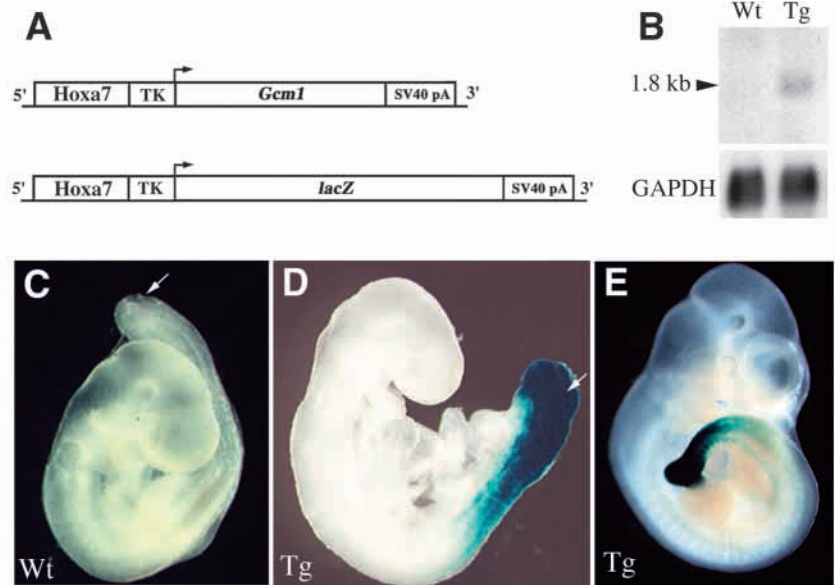 A
5' Hoxa7 TK Gcm1 SV40 pA 3'
5' Hoxa7 TK lacZ SV40 pA 3'
B
Wt Tg
1.8 kb
GAPDH
C
Wt
D
Tg
E
Tg